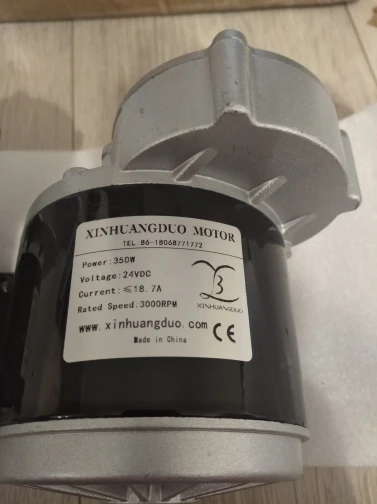 XINHUANGDUO MOTOR
TEL.86-18068771772
Power:350W
Voltage:24VDC
Current:≤18.7A
Rated Speed:3000RPM
XINHUANGDUO
www.xinhuangduo.com CE
Made in China